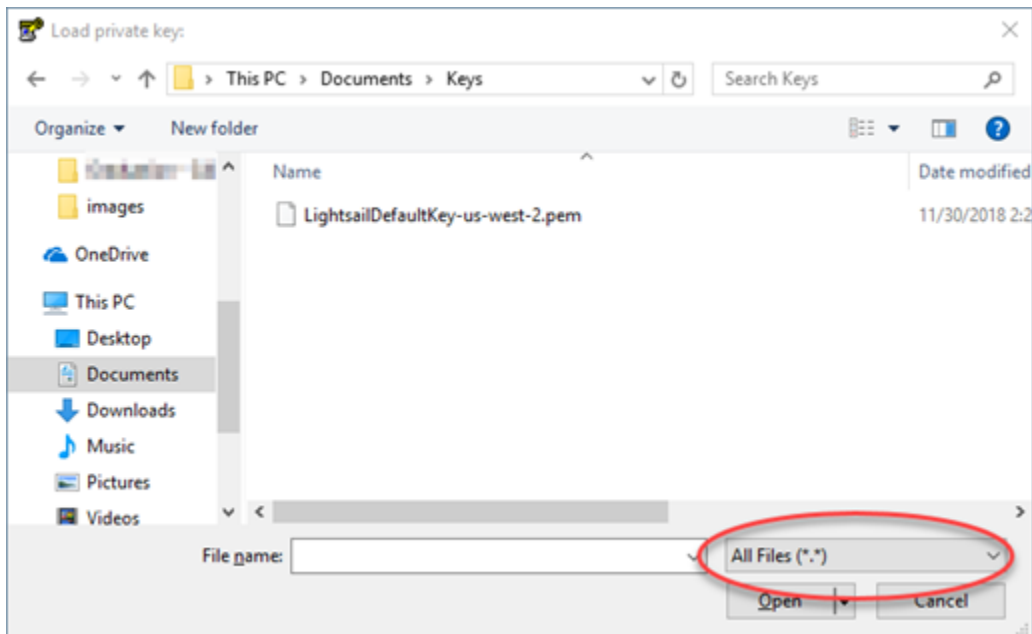 Load private key:
This PC > Documents > Keys
Search Keys
Organize
New folder
images
OneDrive
This PC
Desktop
Documents
Downloads
Music
Pictures
Videos
Name
Date modified
LightsailDefaultKey-us-west-2.pem
11/30/2018 2:2
File name:
All Files (*.*)
Open
Cancel